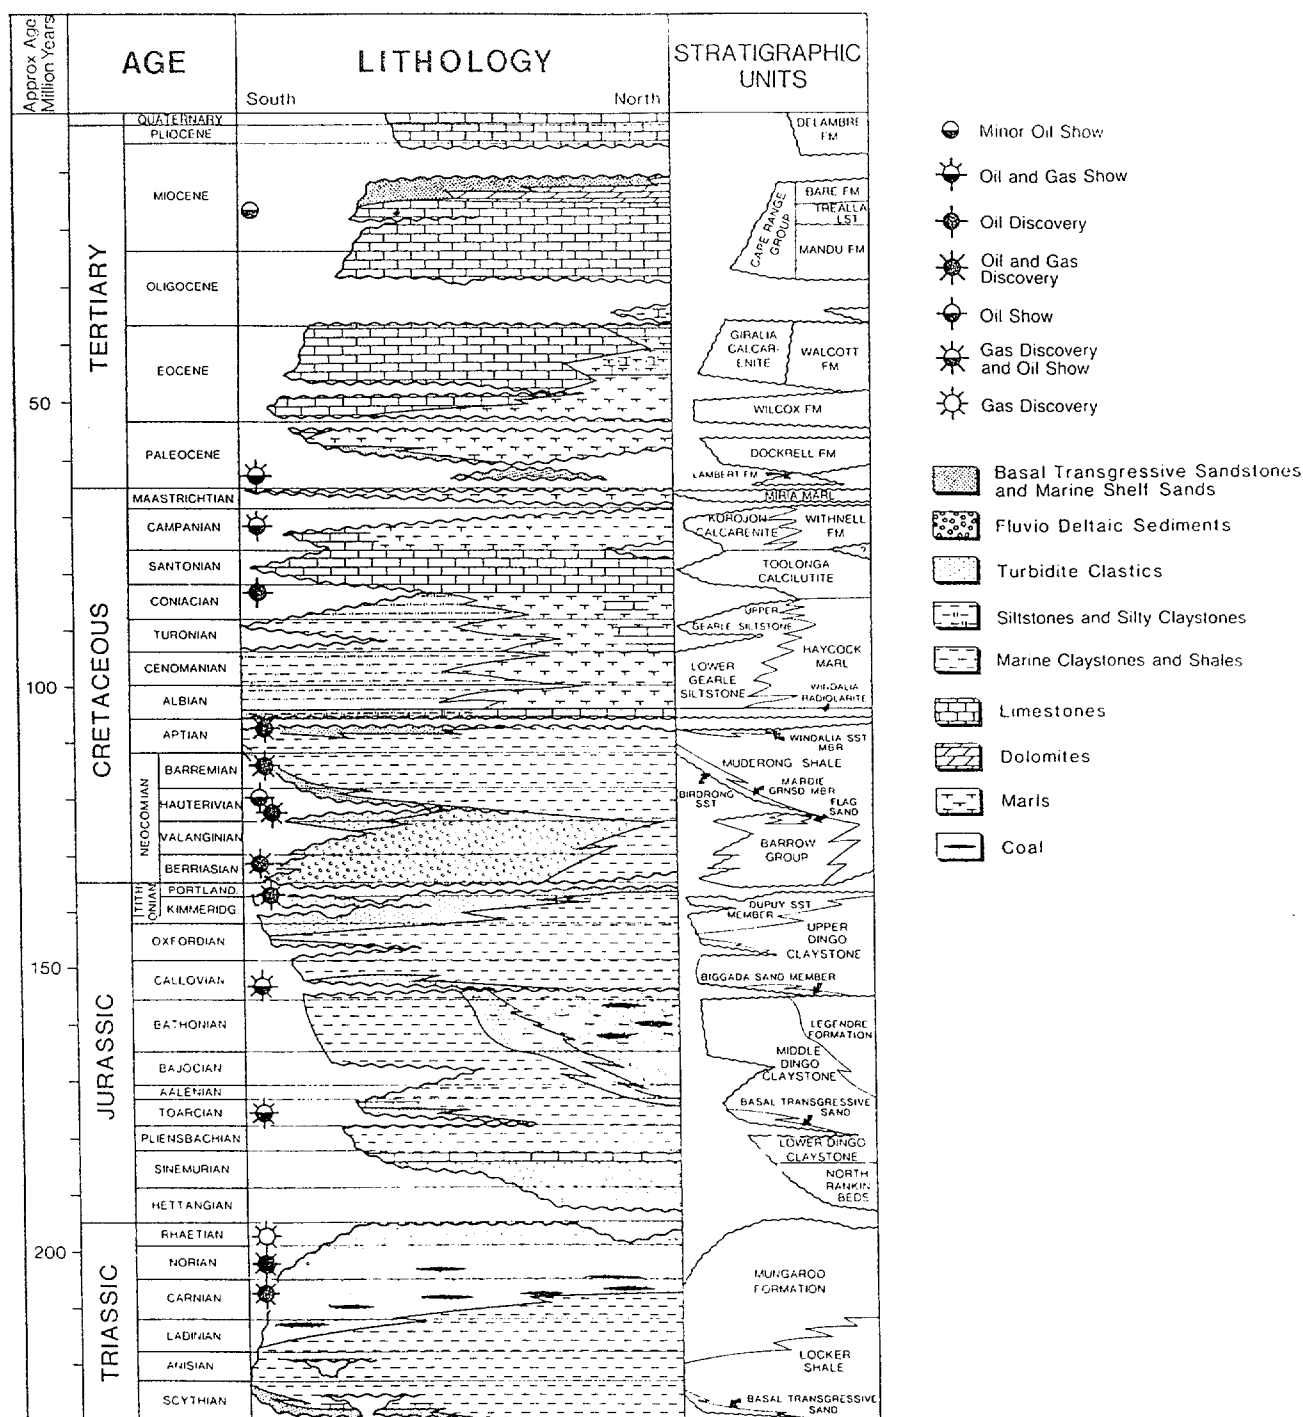 Approx Age
Million Years
AGE
LITHOLOGY
South
North
STRATIGRAPHIC
UNITS
TERTIARY
CRETACEOUS
JURASSIC
TRIASSIC
50
100
150
200
QUATERNARY
PLIOCENE
MIOCENE
OLIGOCENE
EOCENE
PALEOCENE
MAASTRICHTIAN
CAMPANIAN
SANTONIAN
CONIACIAN
TURONIAN
CENOMANIAN
ALBIAN
APTIAN
NEOCOMIAN
BARREMIAN
HAUTERIVIAN
VALANGINIAN
BERRIASIAN
TITH
ONIAN
PORTLAND.
KIMMERIDG.
OXFORDIAN
CALLOVIAN
BATHONIAN
BAJOCIAN
AALENIAN
TOARCIAN
PLIENSBACHIAN
SINEMURIAN
HETTANGIAN
RHAETIAN
NORIAN
CARNIAN
LADINIAN
ANISIAN
SCYTHIAN
DELAMBRE
FM
CAPE RANGE
GROUP
BARE FM
TREALLA
LST
MANDU FM
GIRALIA
CALCAR-
ENITE
WALCOTT
FM
WILCOX FM
DOCKRELL FM
LAMBERT FM
MIRIA MARL
KOROJON
CALCARENITE
WITHNELL
FM
?
TOOLONGA
CALCILUTITE
UPPER
GEARLE SILTSTONE
HAYCOCK
MARL
LOWER
GEARLE
SILTSTONE
WINDALIA
RADIOLARITE
WINDALIA SST
MBR
MUDERONG SHALE
BIRDRONG
SST
MARDIE
GRNSD MBR
FLAG
SAND
BARROW
GROUP
DUPUY SST
MEMBER
UPPER
DINGO
CLAYSTONE
BIGGADA SAND MEMBER
LEGENDRE
FORMATION
MIDDLE
DINGO
CLAYSTONE
BASAL TRANSGRESSIVE
SAND
LOWER DINGO
CLAYSTONE
NORTH
RANKIN
BEDS
MUNGAROO
FORMATION
LOCKER
SHALE
BASAL TRANSGRESSIVE
SAND
Minor Oil Show
Oil and Gas Show
Oil Discovery
Oil and Gas
Discovery
Oil Show
Gas Discovery
and Oil Show
Gas Discovery
Basal Transgressive Sandstones
and Marine Shelf Sands
Fluvio Deltaic Sediments
Turbidite Clastics
Siltstones and Silty Claystones
Marine Claystones and Shales
Limestones
Dolomites
Marls
Coal